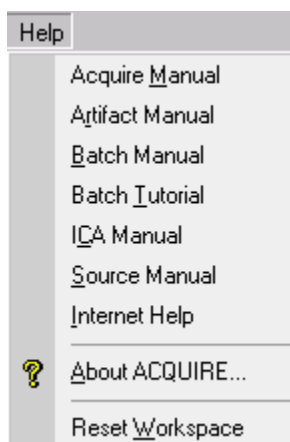 Help
Acquire Manual
Artifact Manual
Batch Manual
Batch Tutorial
ICA Manual
Source Manual
Internet Help
About ACQUIRE...
Reset Workspace